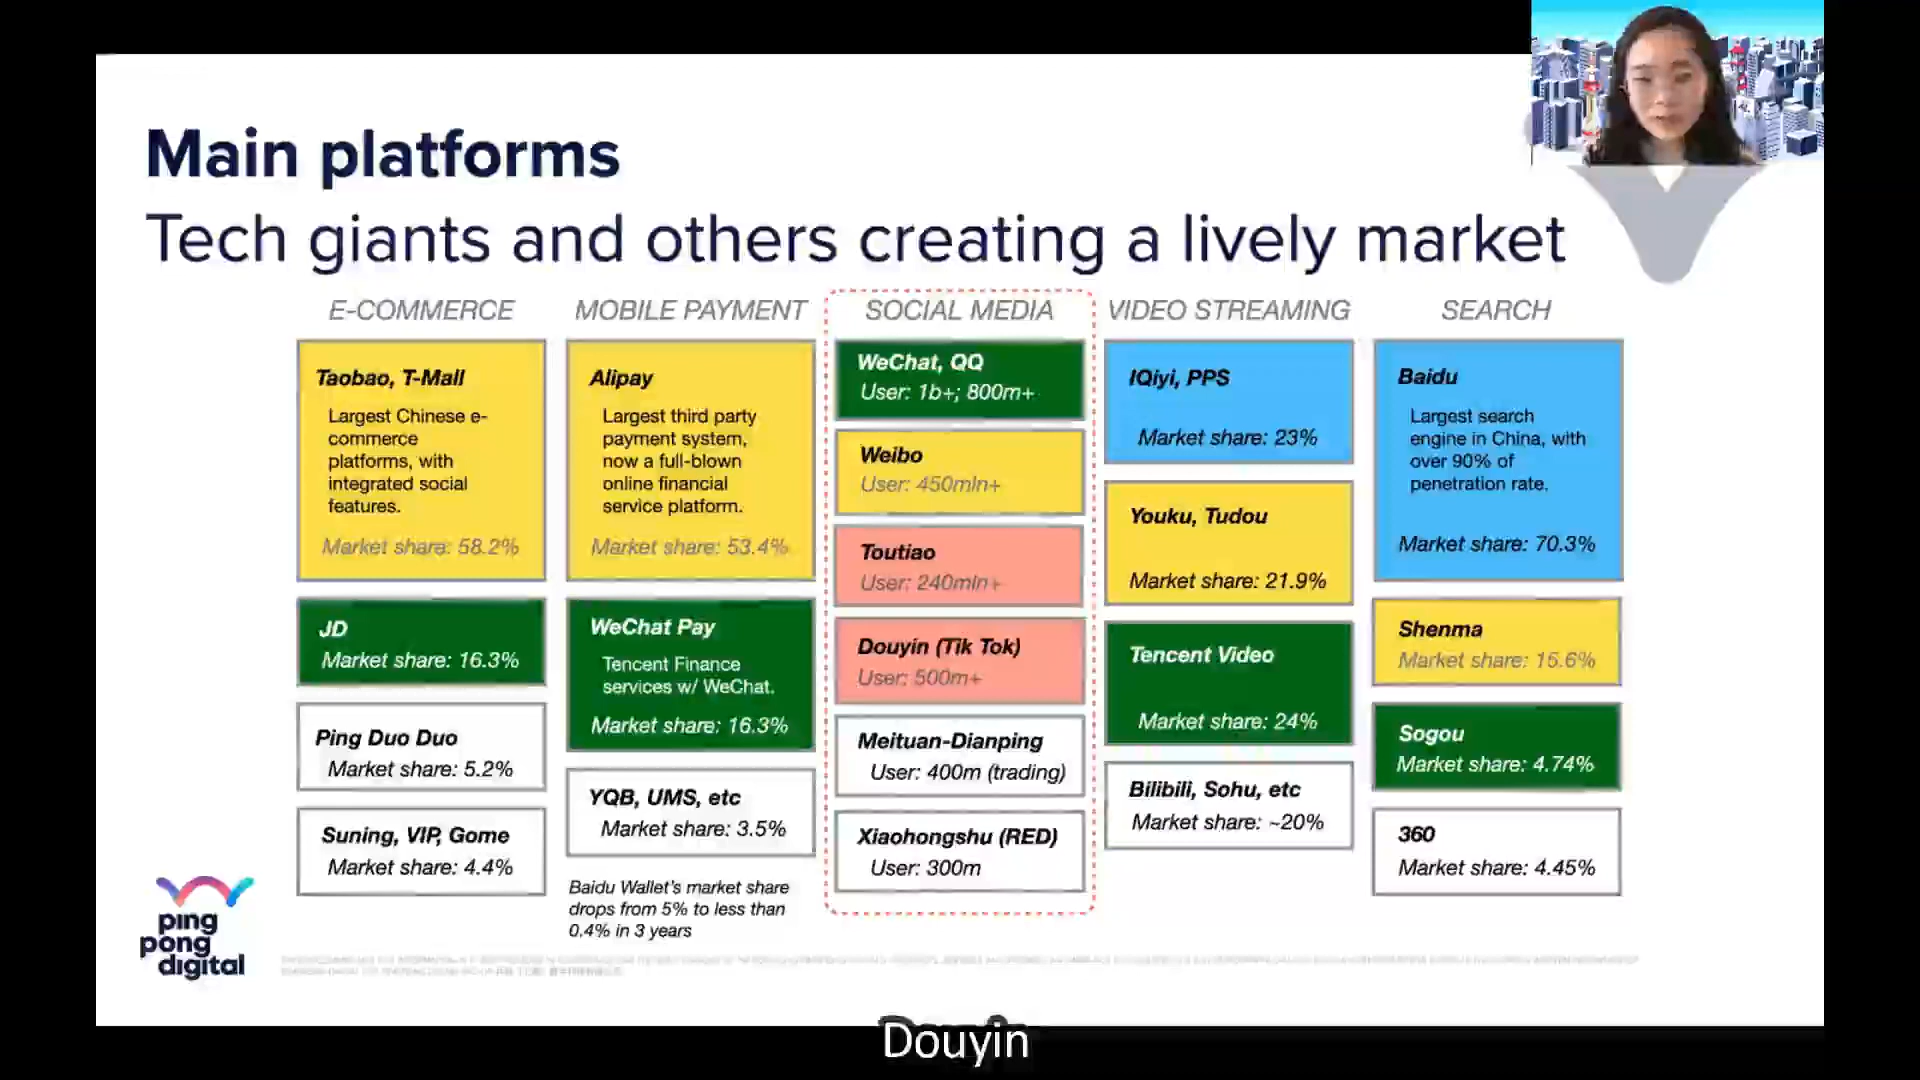 Main platforms
Tech giants and others creating a lively market
E-COMMERCE
Taobao, T-Mall
Largest Chinese e-
commerce
platforms, with
integrated social
features.
Market share: 58.2%
JD
Market share: 16.3%
Ping Duo Duo
Market share: 5.2%
Suning, VIP, Gome
Market share: 4.4%
MOBILE PAYMENT
Alipay
Largest third party
payment system,
now a full-blown
online financial
service platform.
Market share: 53.4%
WeChat Pay
Tencent Finance
services w/ WeChat.
Market share: 16.3%
YQB, UMS, etc
Market share: 3.5%
Baidu Wallet's market share
drops from 5% to less than
0.4% in 3 years
SOCIAL MEDIA
WeChat, QQ
User: 1b+; 800m+
Weibo
User: 450mln+
Toutiao
User: 240mln+
Douyin (Tik Tok)
User: 500m+
Meituan-Dianping
User: 400m (trading)
Xiaohongshu (RED)
User: 300m
VIDEO STREAMING
IQiyi, PPS
Market share: 23%
Youku, Tudou
Market share: 21.9%
Tencent Video
Market share: 24%
Bilibili, Sohu, etc
Market share: ~20%
SEARCH
Baidu
Largest search
engine in China, with
over 90% of
penetration rate.
Market share: 70.3%
Shenma
Market share: 15.6%
Sogou
Market share: 4.74%
360
Market share: 4.45%
ping
pong
digital
Douyin